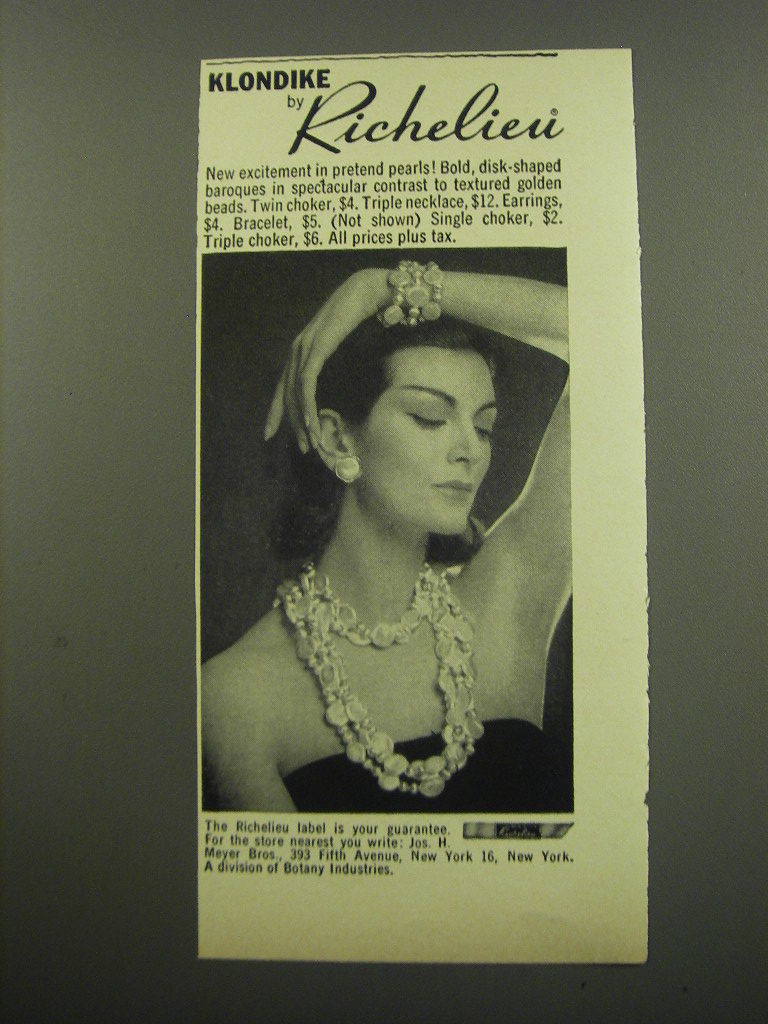 KLONDIKE
by
Richelieu®
New excitement in pretend pearls! Bold, disk-shaped
baroques in spectacular contrast to textured golden
beads. Twin choker, $4. Triple necklace, $12. Earrings,
$4. Bracelet, $5. (Not shown) Single choker, $2.
Triple choker, $6. All prices plus tax.
The Richelieu label is your guarantee.
Richelieu
For the store nearest you write: Jos. H.
Meyer Bros., 393 Fifth Avenue, New York 16, New York.
A division of Botany Industries.